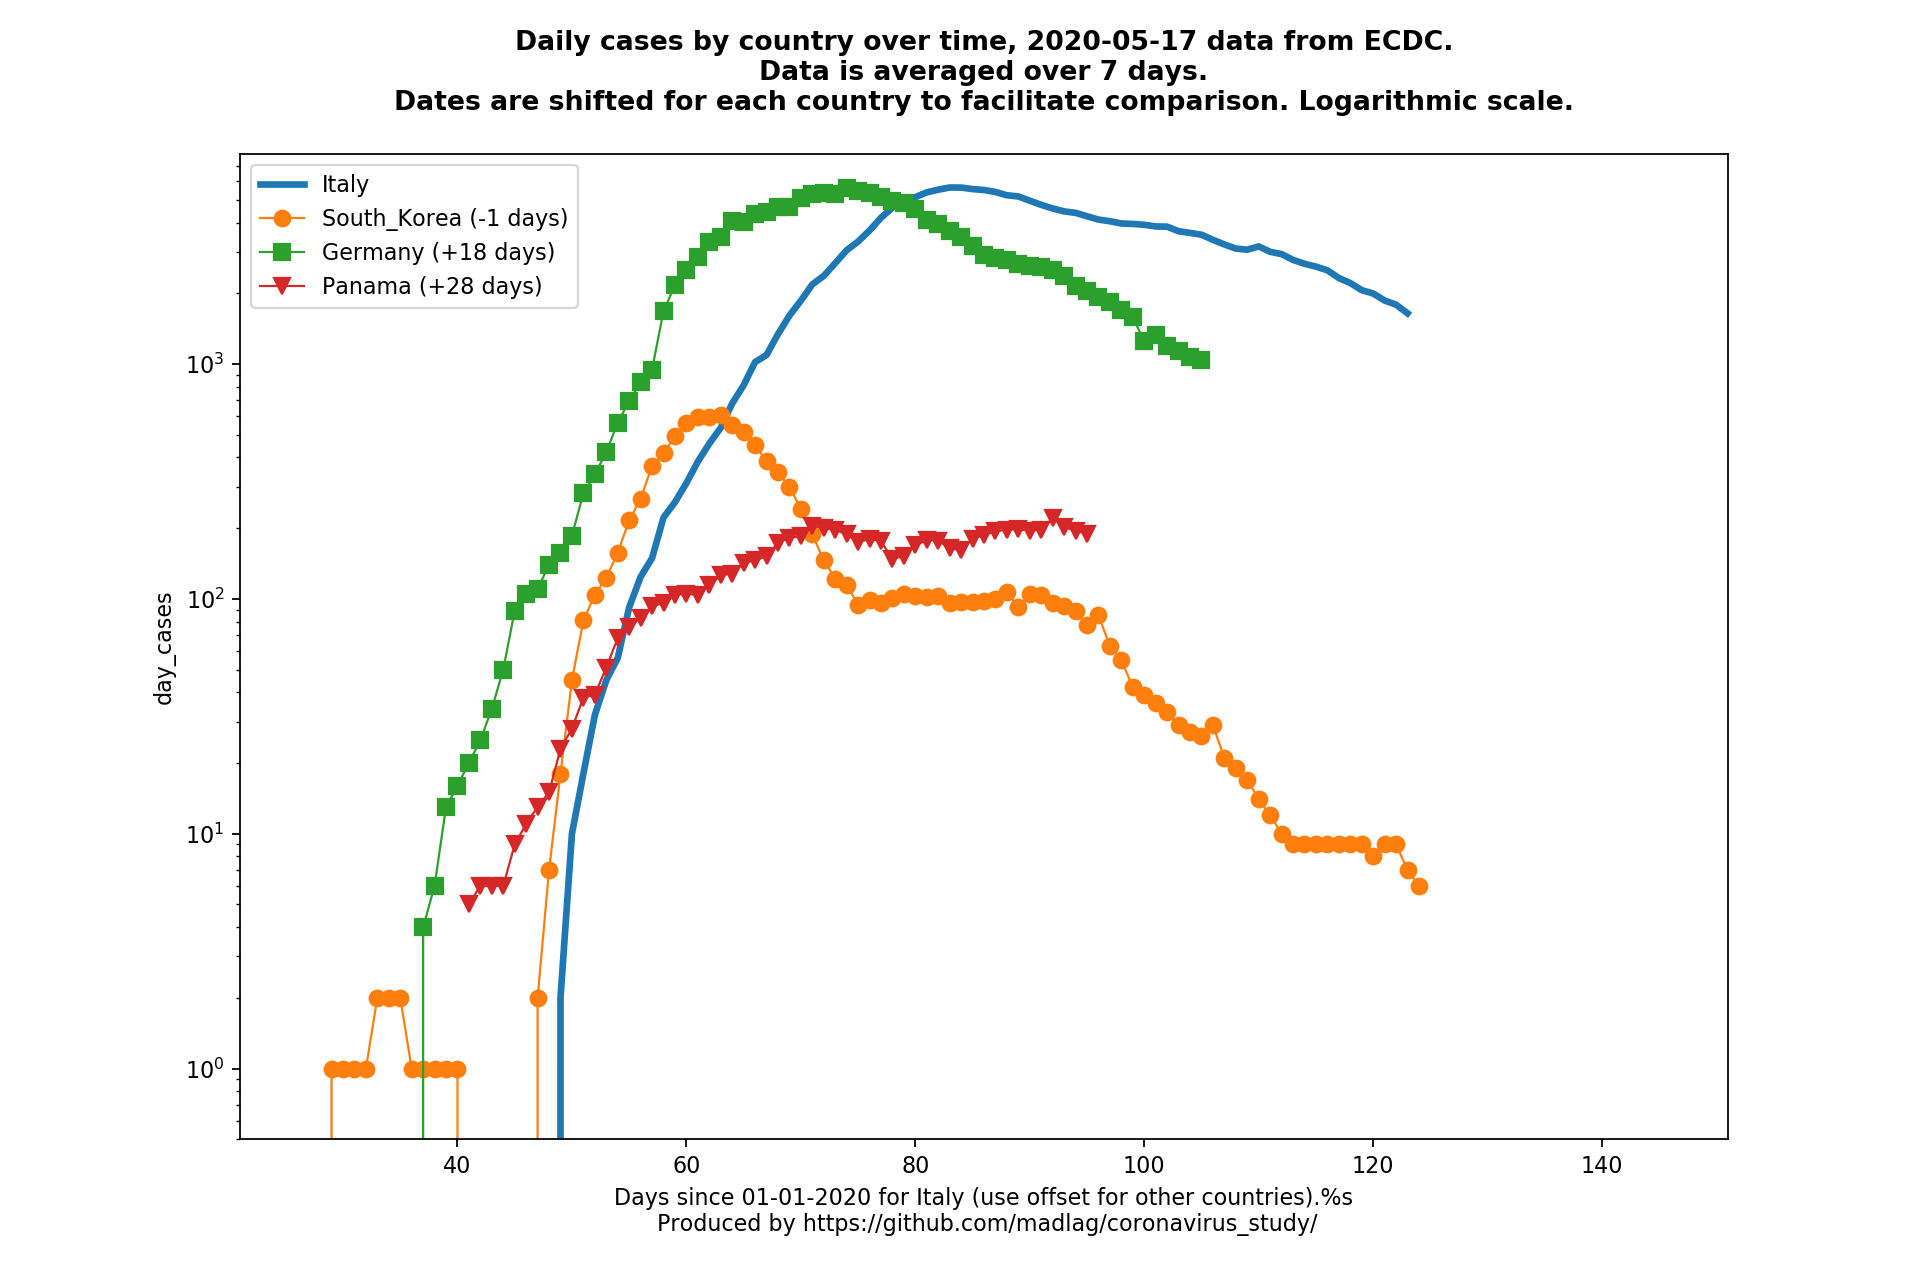 Daily cases by country over time, 2020-05-17 data from ECDC.
Data is averaged over 7 days.
Dates are shifted for each country to facilitate comparison. Logarithmic scale.
Italy
South_Korea (-1 days)
Germany (+18 days)
Panama (+28 days)
day_cases
10³
10²
10¹
10⁰
40 60 80 100 120 140
Days since 01-01-2020 for Italy (use offset for other countries).%s
Produced by https://github.com/madlag/coronavirus_study/